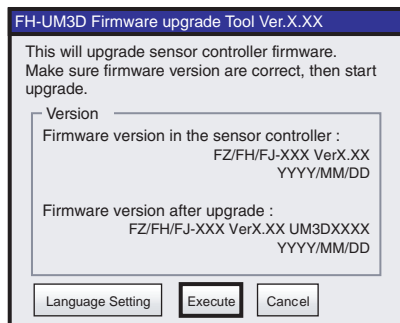 FH-UM3D Firmware upgrade Tool Ver.X.XX
This will upgrade sensor controller firmware.
Make sure firmware version are correct, then start
upgrade.
Version
Firmware version in the sensor controller :
FZ/FH/FJ-XXX VerX.XX
YYYY/MM/DD
Firmware version after upgrade :
FZ/FH/FJ-XXX VerX.XX UM3DXXXX
YYYY/MM/DD
Language Setting Execute Cancel